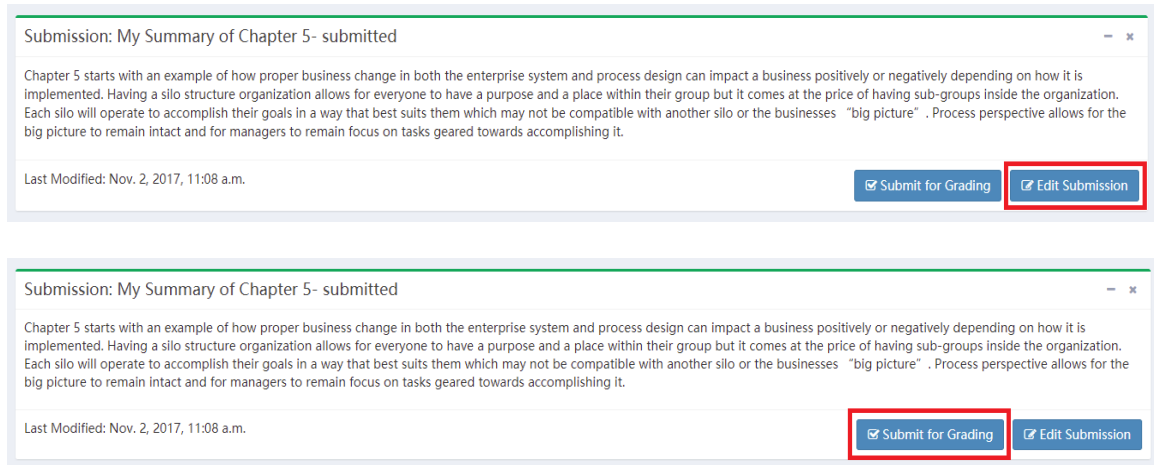 Submission: My Summary of Chapter 5- submitted
Chapter 5 starts with an example of how proper business change in both the enterprise system and process design can impact a business positively or negatively depending on how it is
implemented. Having a silo structure organization allows for everyone to have a purpose and a place within their group but it comes at the price of having sub-groups inside the organization.
Each silo will operate to accomplish their goals in a way that best suits them which may not be compatible with another silo or the businesses “big picture” . Process perspective allows for the
big picture to remain intact and for managers to remain focus on tasks geared towards accomplishing it.
Last Modified: Nov. 2, 2017, 11:08 a.m.
Submit for Grading
Edit Submission
Submission: My Summary of Chapter 5- submitted
Chapter 5 starts with an example of how proper business change in both the enterprise system and process design can impact a business positively or negatively depending on how it is
implemented. Having a silo structure organization allows for everyone to have a purpose and a place within their group but it comes at the price of having sub-groups inside the organization.
Each silo will operate to accomplish their goals in a way that best suits them which may not be compatible with another silo or the businesses “big picture” . Process perspective allows for the
big picture to remain intact and for managers to remain focus on tasks geared towards accomplishing it.
Last Modified: Nov. 2, 2017, 11:08 a.m.
Submit for Grading
Edit Submission